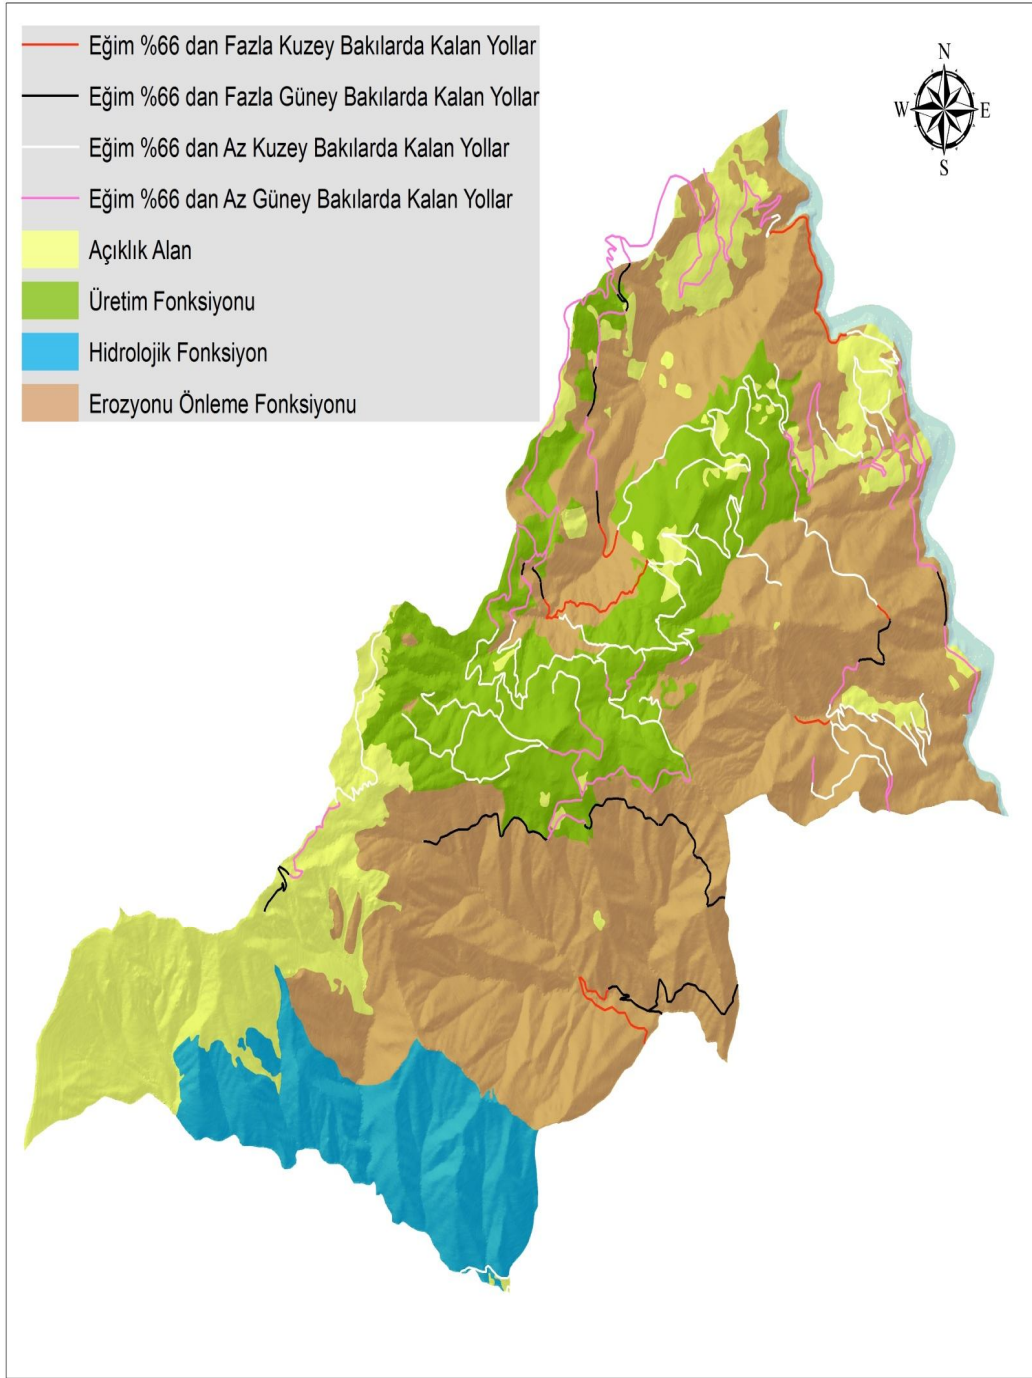 Eğim %66 dan Fazla Kuzey Bakılarda Kalan Yollar
Eğim %66 dan Fazla Güney Bakılarda Kalan Yollar
Eğim %66 dan Az Kuzey Bakılarda Kalan Yollar
Eğim %66 dan Az Güney Bakılarda Kalan Yollar
Açıklık Alan
Üretim Fonksiyonu
Hidrolojik Fonksiyon
Erozyonu Önleme Fonksiyonu
N
W E
S